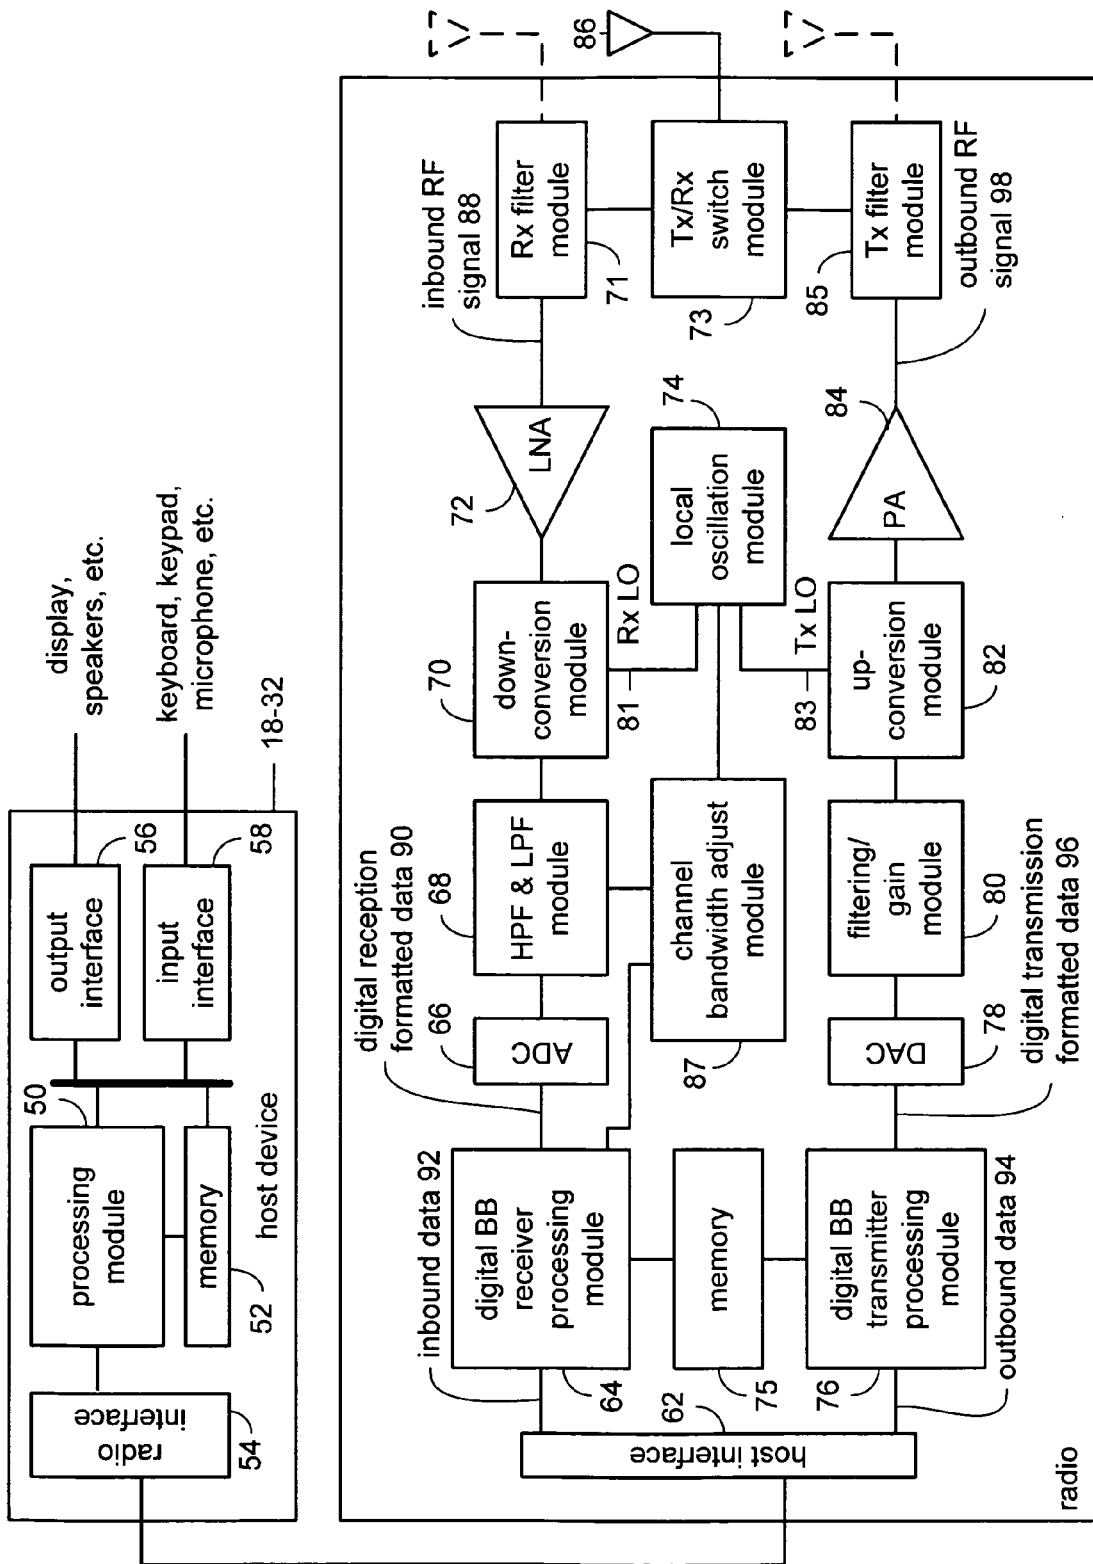 display,
speakers, etc.
keyboard, keypad,
microphone, etc.
18-32
output
interface
56
input
interface
58
50
processing
module
memory
52
host device
radio
interface
54
inbound RF
signal 88
Rx filter
module
71
86
Tx/Rx
switch
module
73
Tx filter
module
85
outbound RF
signal 98
LNA
72
local
oscillation
module
74
PA
84
down-
conversion
module
70
Rx LO
81
Tx LO
83
up-
conversion
module
82
HPF & LPF
module
68
channel
bandwidth adjust
module
87
filtering/
gain
module
80
digital reception
formatted data 90
ADC
66
DAC
78
digital transmission
formatted data 96
inbound data 92
digital BB
receiver
processing
module
64
memory
75
digital BB
transmitter
processing
module
76
outbound data 94
host interface
62
radio